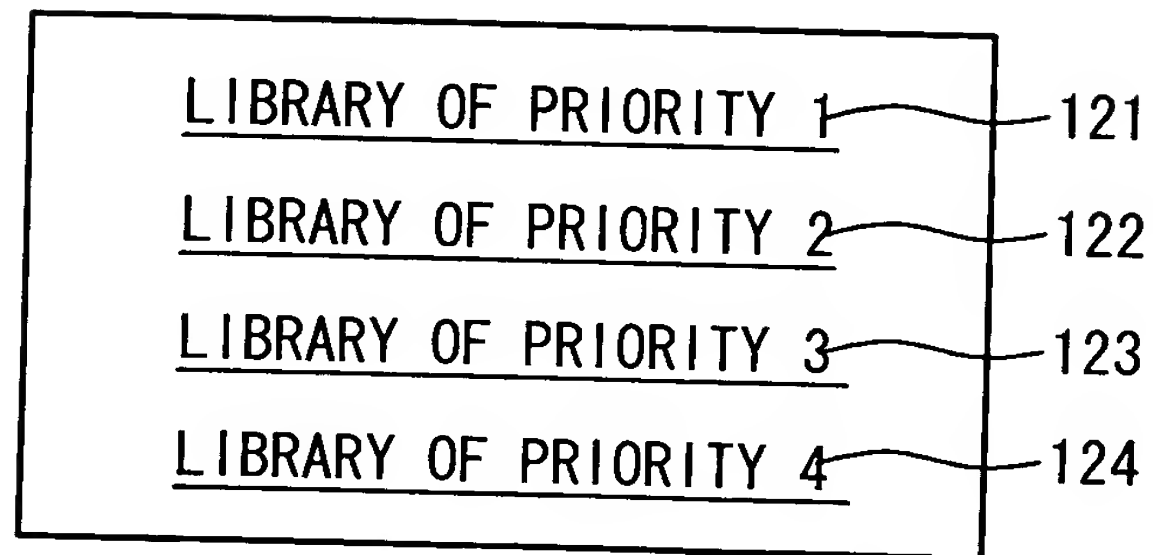 LIBRARY OF PRIORITY 1 121
LIBRARY OF PRIORITY 2 122
LIBRARY OF PRIORITY 3 123
LIBRARY OF PRIORITY 4 124